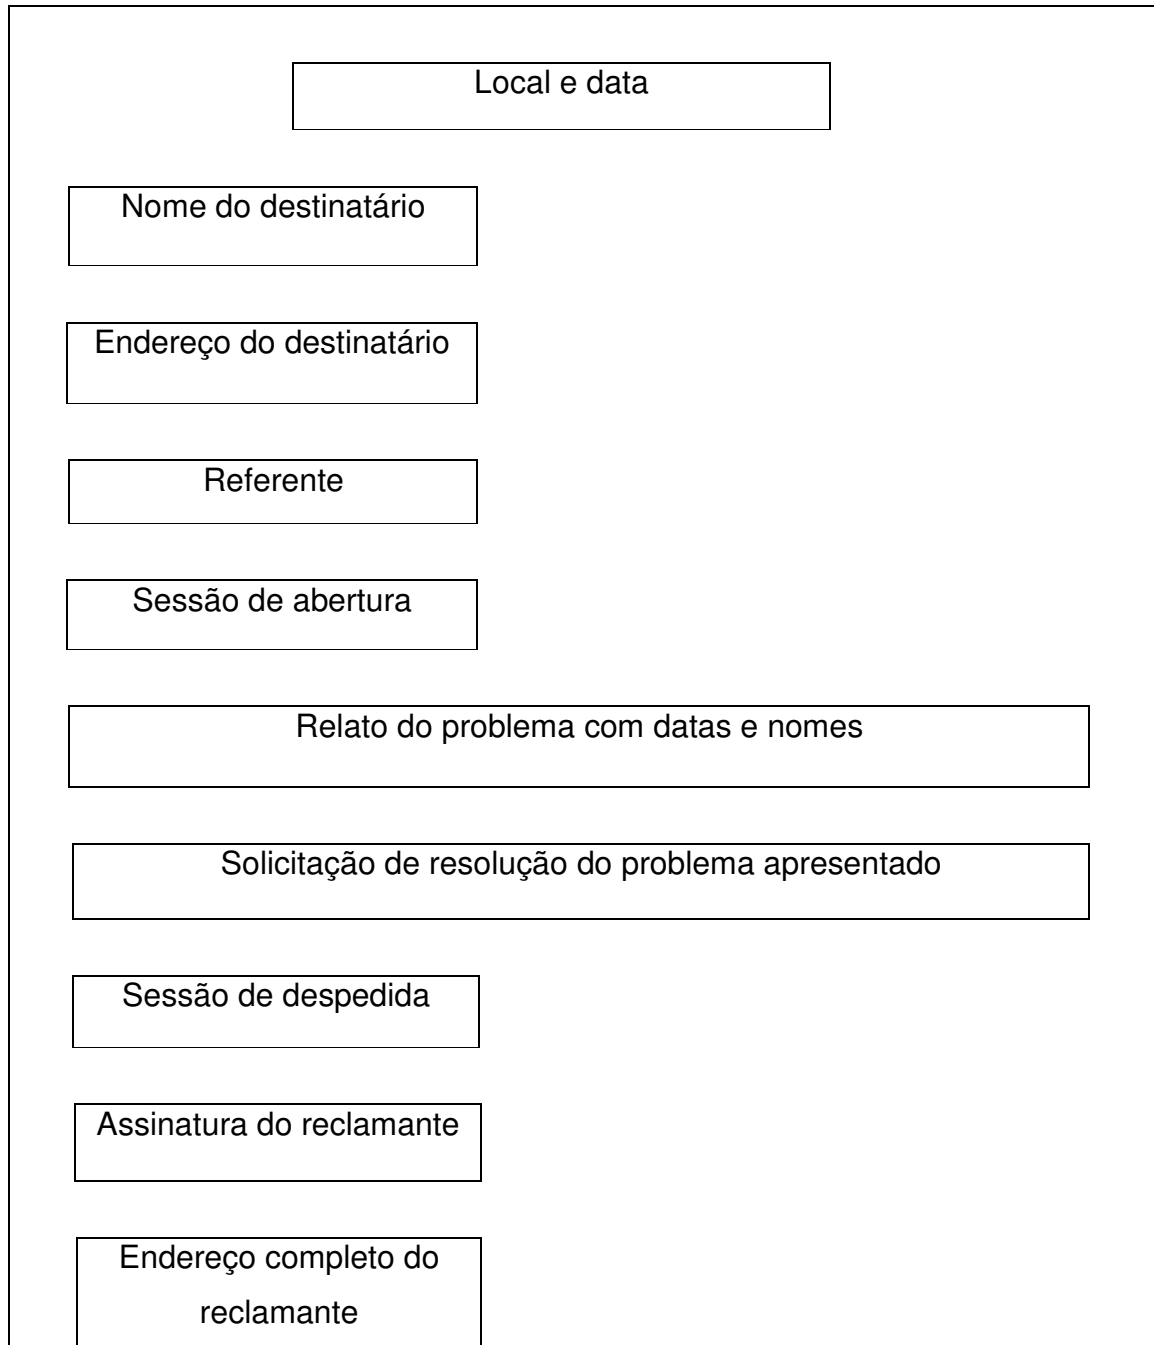 Local e data
Nome do destinatário
Endereço do destinatário
Referente
Sessão de abertura
Relato do problema com datas e nomes
Solicitação de resolução do problema apresentado
Sessão de despedida
Assinatura do reclamante
Endereço completo do
reclamante